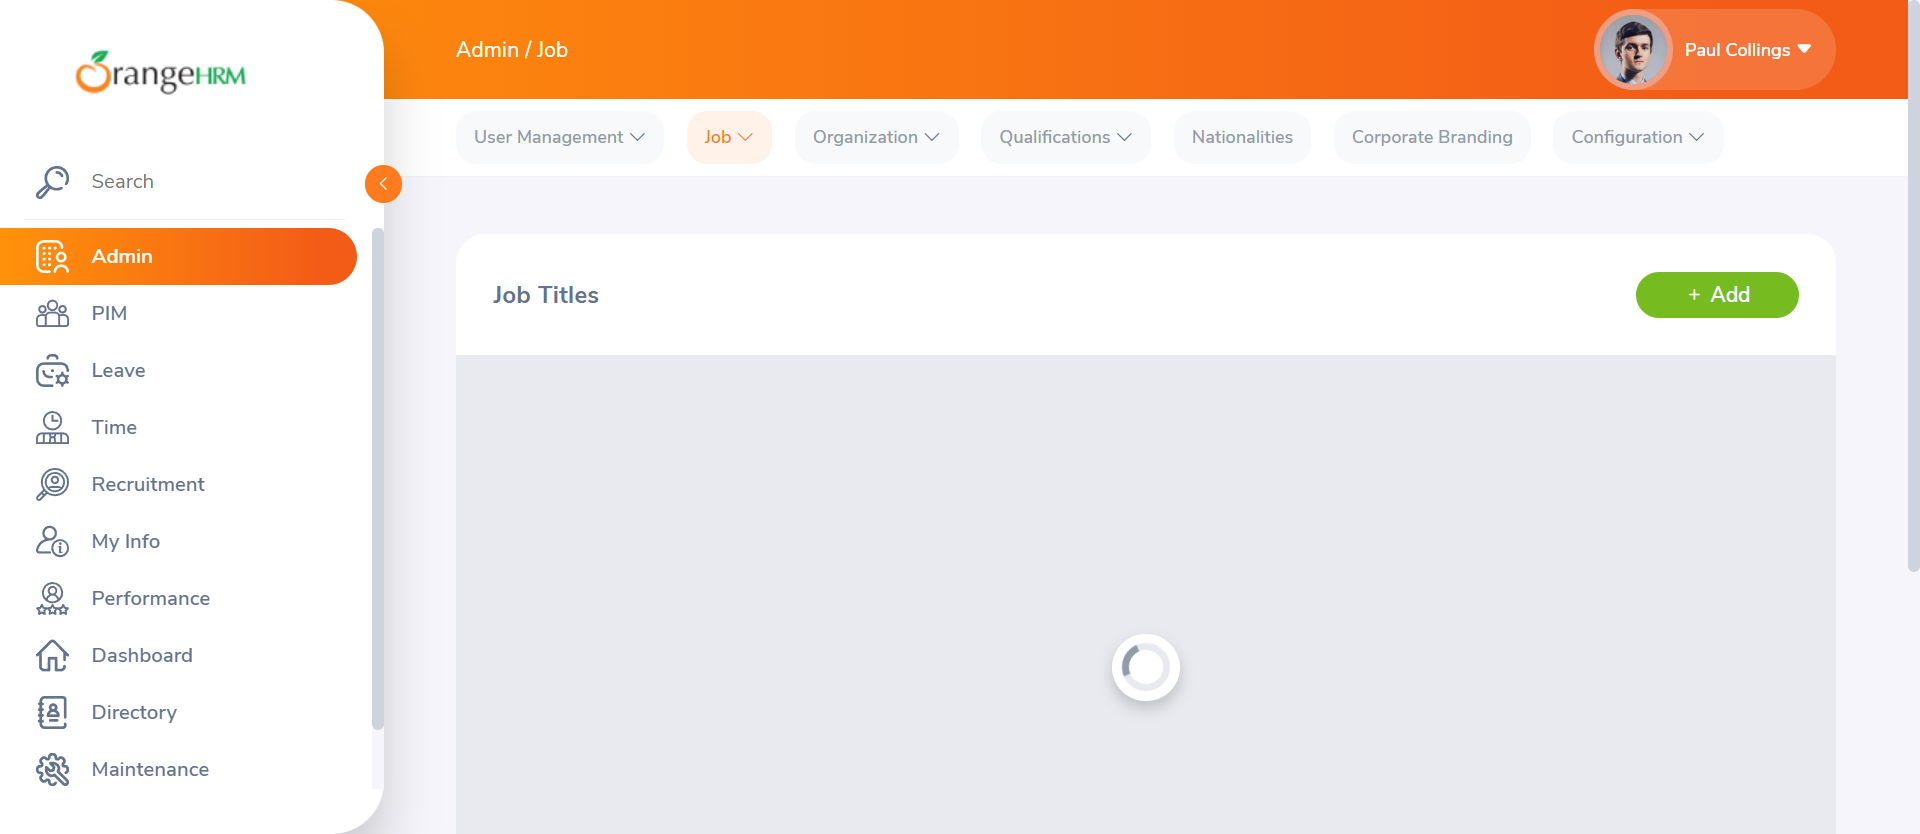 OrangeHRM
Admin / Job
Paul Collings
User Management
Job
Organization
Qualifications
Nationalities
Corporate Branding
Configuration
Search
Admin
PIM
Leave
Time
Recruitment
My Info
Performance
Dashboard
Directory
Maintenance
Job Titles
+ Add